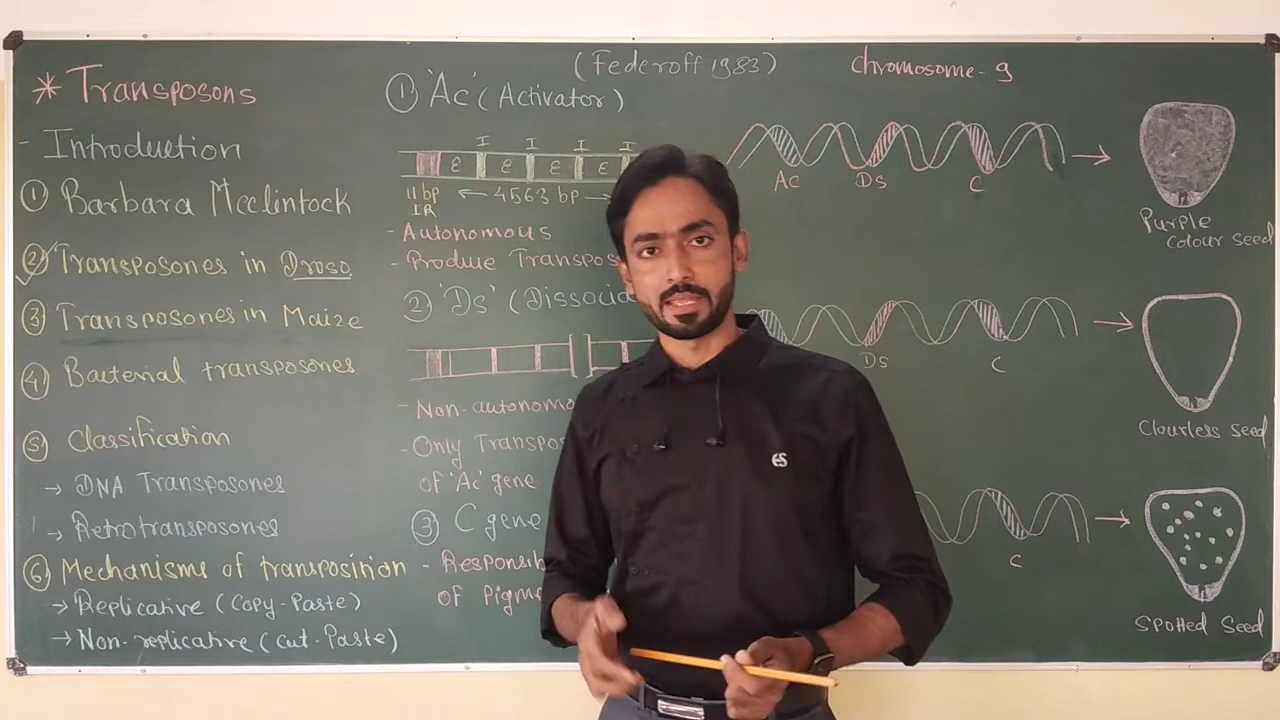 * Transposons
- Introduction
① Barbara Mcclintock
② Transposones in Droso
③ Transposones in Maize
④ Bacterial transposones
⑤ Classification
→ DNA Transposones
→ Retrotransposones
⑥ Mechanisms of transposition
→ Replicative (Copy-Paste)
→ Non-replicative (Cut-Paste)
(Federoff 1983)
① 'Ac' (Activator)
I I I I
E E E E
11 bp ← 4563 bp →
IR
- Autonomous
- Produce Transpos
② 'Ds' (Dissocia
- Non-autonomo
- Only Transpos
of 'Ac' gene
③ C gene
- Responsib
of Pigme
chromosome-9
Ac Ds C
Purple
Colour seed
Ds C
Clourless seed
C
Spotted Seed
ES